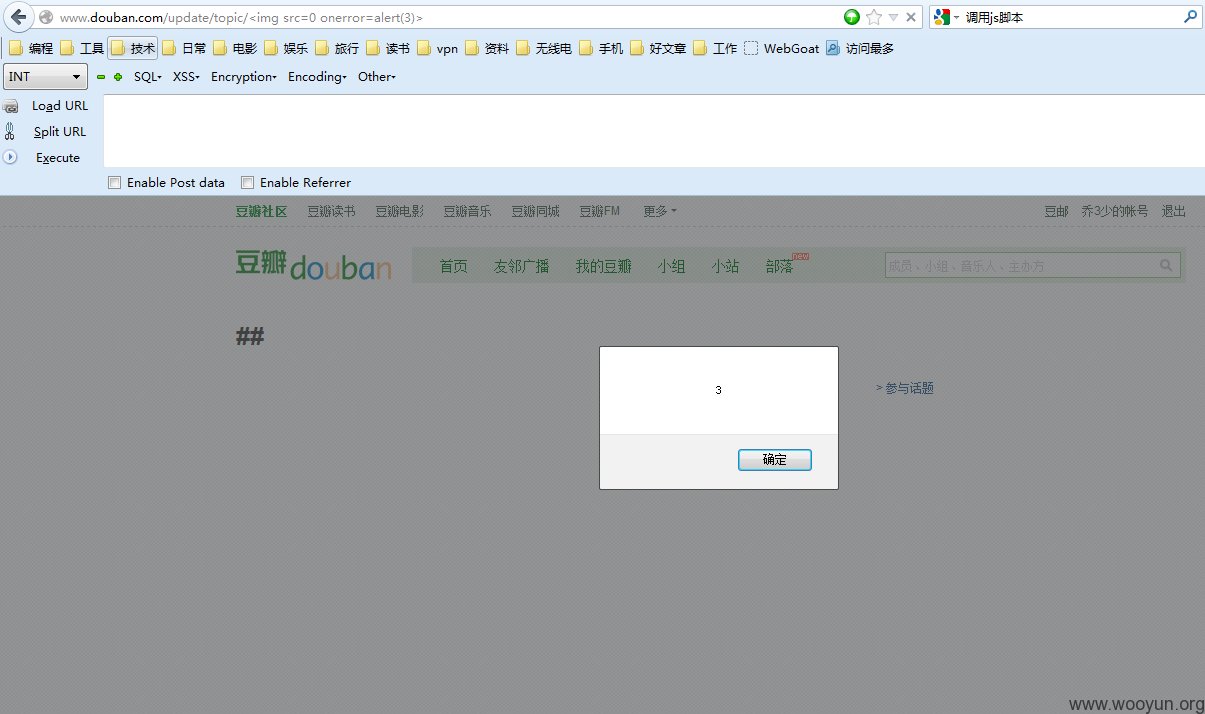 www.douban.com/update/topic/<img src=0 onerror=alert(3)> 调用js脚本
编程 工具 技术 日常 电影 娱乐 旅行 读书 vpn 资料 无线电 手机 好文章 工作 WebGoat 访问最多
INT SQL XSS Encryption Encoding Other
Load URL
Split URL
Execute
Enable Post data Enable Referrer
豆瓣社区 豆瓣读书 豆瓣电影 豆瓣音乐 豆瓣同城 豆瓣FM 更多 豆邮 乔3少的帐号 退出
豆瓣douban 首页 友邻广播 我的豆瓣 小组 小站 部落 new 成员、小组、音乐人、主办方
##
3
> 参与话题
确定
www.wooyun.org